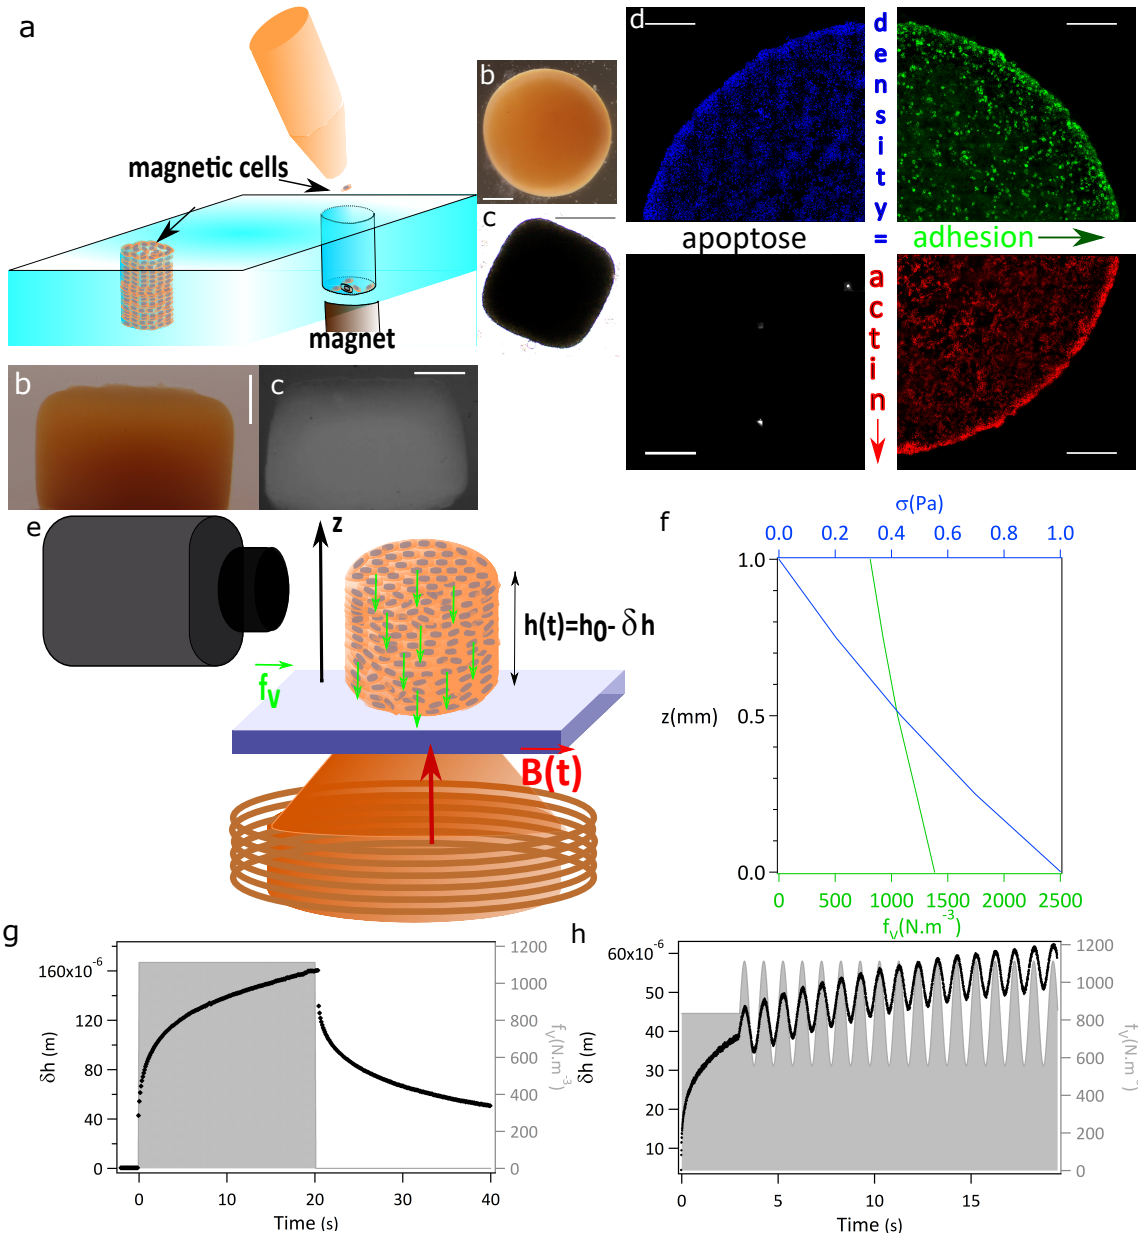 a
magnetic cells
magnet
b
c
b
c
d
density=
apoptose
adhesion
actin
e
z
h(t)=h0- δh
fv
B(t)
f
σ(Pa)
0.0 0.2 0.4 0.6 0.8 1.0
1.0
z(mm)
0.5
0.0
0 500 1000 1500 2000 2500
fv(N.m-3)
g
160x10-6
120
80
40
0
δh (m)
1200
1000
800
600
400
200
0
fv(N.m-3)
0 10 20 30 40
Time (s)
h
60x10-6
50
40
30
20
10
δh (m)
1200
1000
800
600
400
200
0
fv(N.m-
0 5 10 15
Time (s)